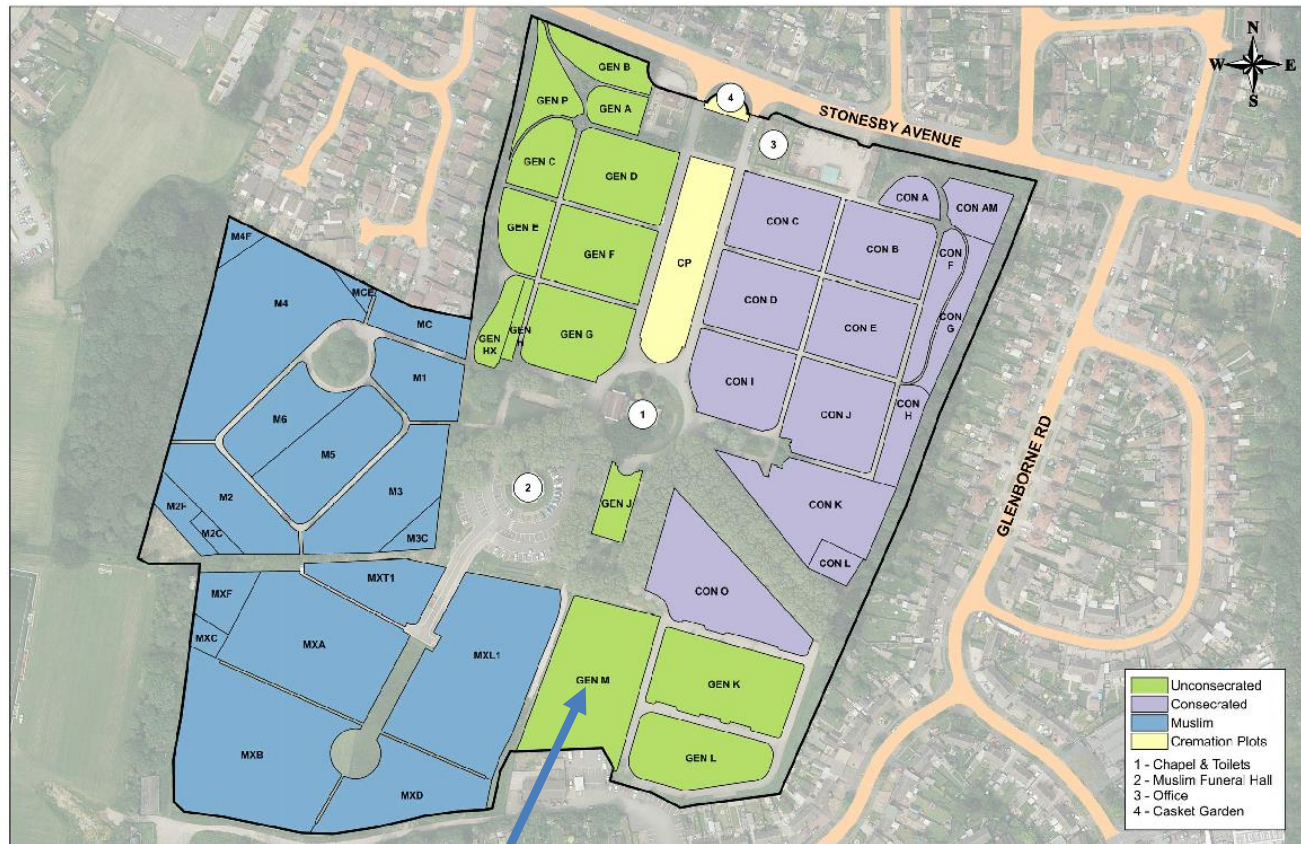 N
W E
S
STONESBY AVENUE
GLENBORNE RD
4
3
GEN B
GEN P
GEN A
GEN C
GEN D
GEN E
GEN F
GEN HX
GEN H
GEN G
CP
CON A
CON AM
CON C
CON B
CON F
CON D
CON E
CON G
CON I
CON J
CON H
M4F
M4
MCE
MC
M1
M6
M5
1
M2
M3
M2F
M2C
M3C
2
GEN J
CON K
CON L
CON O
MXF
MXT1
MXC
MXA
MXL1
GEN M
GEN K
MXB
GEN L
MXD
Unconsecrated
Consecrated
Muslim
Cremation Plots
1 - Chapel & Toilets
2 - Muslim Funeral Hall
3 - Office
4 - Casket Garden